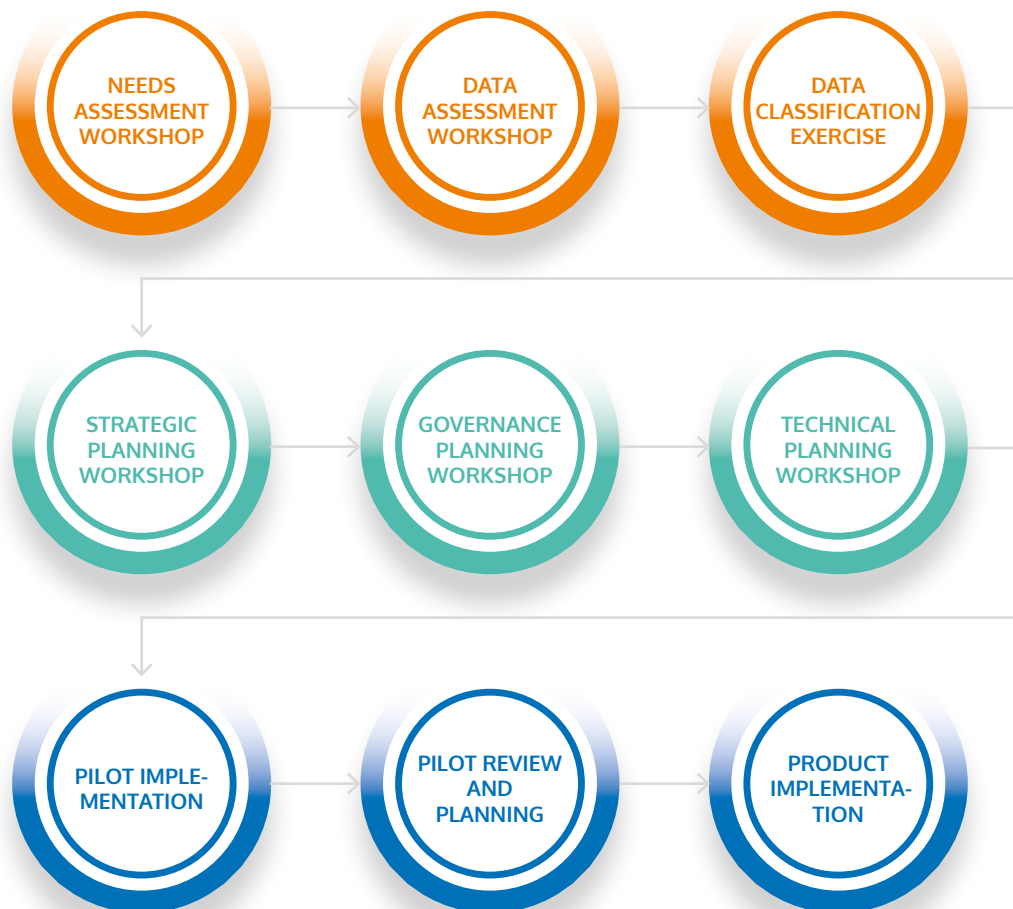 NEEDS
ASSESSMENT
WORKSHOP
DATA
ASSESSMENT
WORKSHOP
DATA
CLASSIFICATION
EXERCISE
STRATEGIC
PLANNING
WORKSHOP
GOVERNANCE
PLANNING
WORKSHOP
TECHNICAL
PLANNING
WORKSHOP
PILOT IMPLE-
MENTATION
PILOT REVIEW
AND
PLANNING
PRODUCT
IMPLEMENTA-
TION